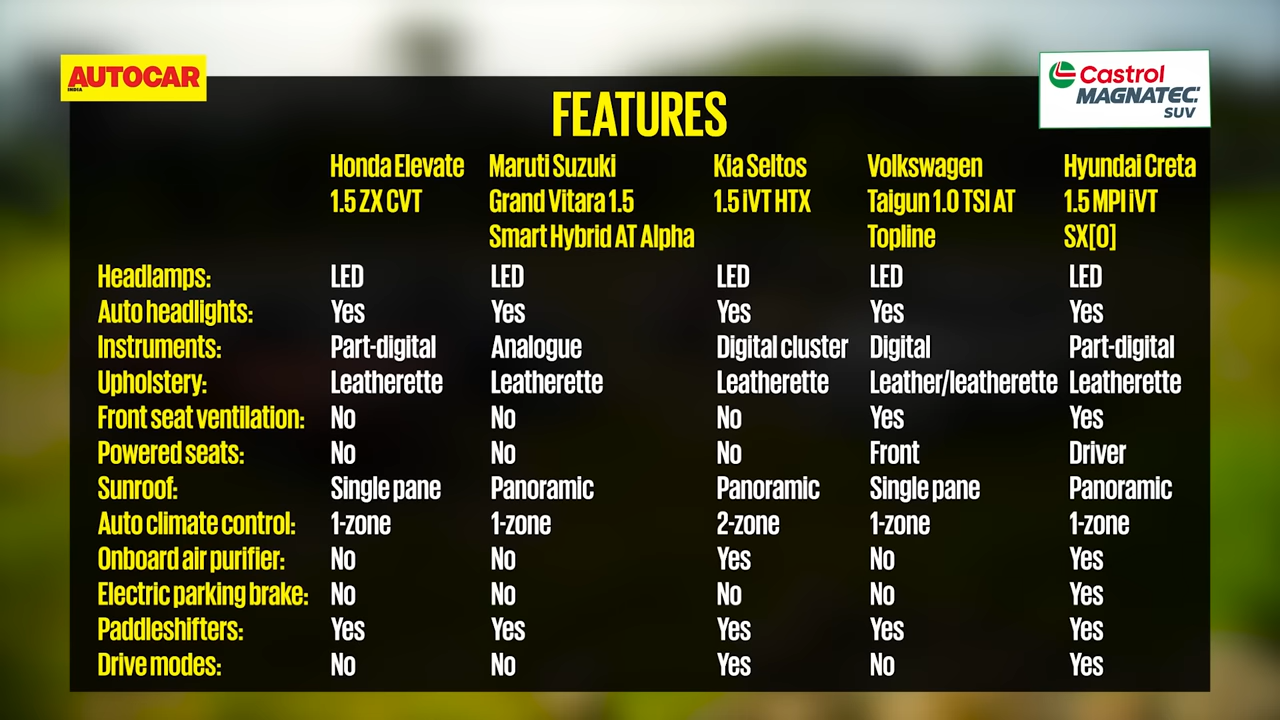 AUTOCAR
INDIA
Castrol
MAGNATEC
SUV
FEATURES
Honda Elevate Maruti Suzuki Kia Seltos Volkswagen Hyundai Creta
1.5 ZX CVT Grand Vitara 1.5 1.5 iVT HTX Taigun 1.0 TSI AT 1.5 MPI iVT
Smart Hybrid AT Alpha Topline SX[O]
Headlamps: LED LED LED LED LED
Auto headlights: Yes Yes Yes Yes Yes
Instruments: Part-digital Analogue Digital cluster Digital Part-digital
Upholstery: Leatherette Leatherette Leatherette Leather/leatherette Leatherette
Front seat ventilation: No No No Yes Yes
Powered seats: No No No Front Driver
Sunroof: Single pane Panoramic Panoramic Single pane Panoramic
Auto climate control: 1-zone 1-zone 2-zone 1-zone 1-zone
Onboard air purifier: No No Yes No Yes
Electric parking brake: No No No No Yes
Paddleshifters: Yes Yes Yes Yes Yes
Drive modes: No No Yes No Yes